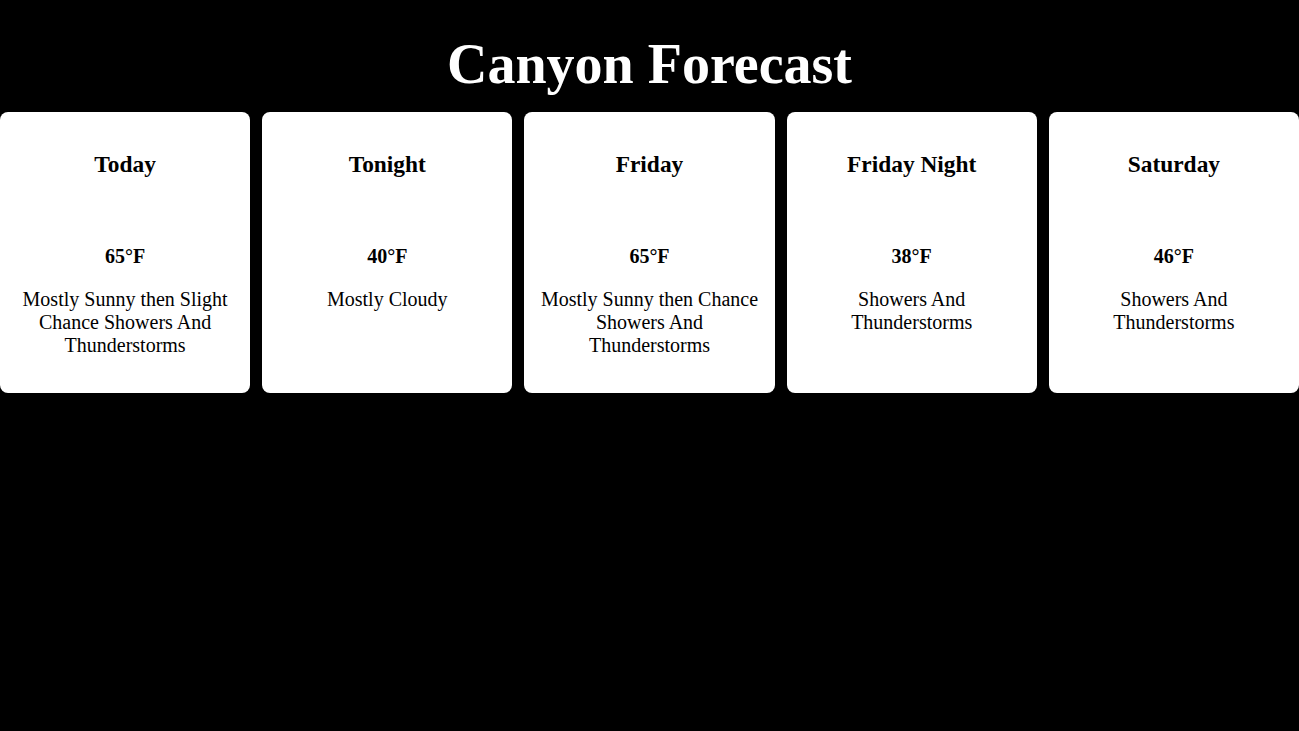 Canyon Forecast
Today
65°F
Mostly Sunny then Slight
Chance Showers And
Thunderstorms
Tonight
40°F
Mostly Cloudy
Friday
65°F
Mostly Sunny then Chance
Showers And
Thunderstorms
Friday Night
38°F
Showers And
Thunderstorms
Saturday
46°F
Showers And
Thunderstorms